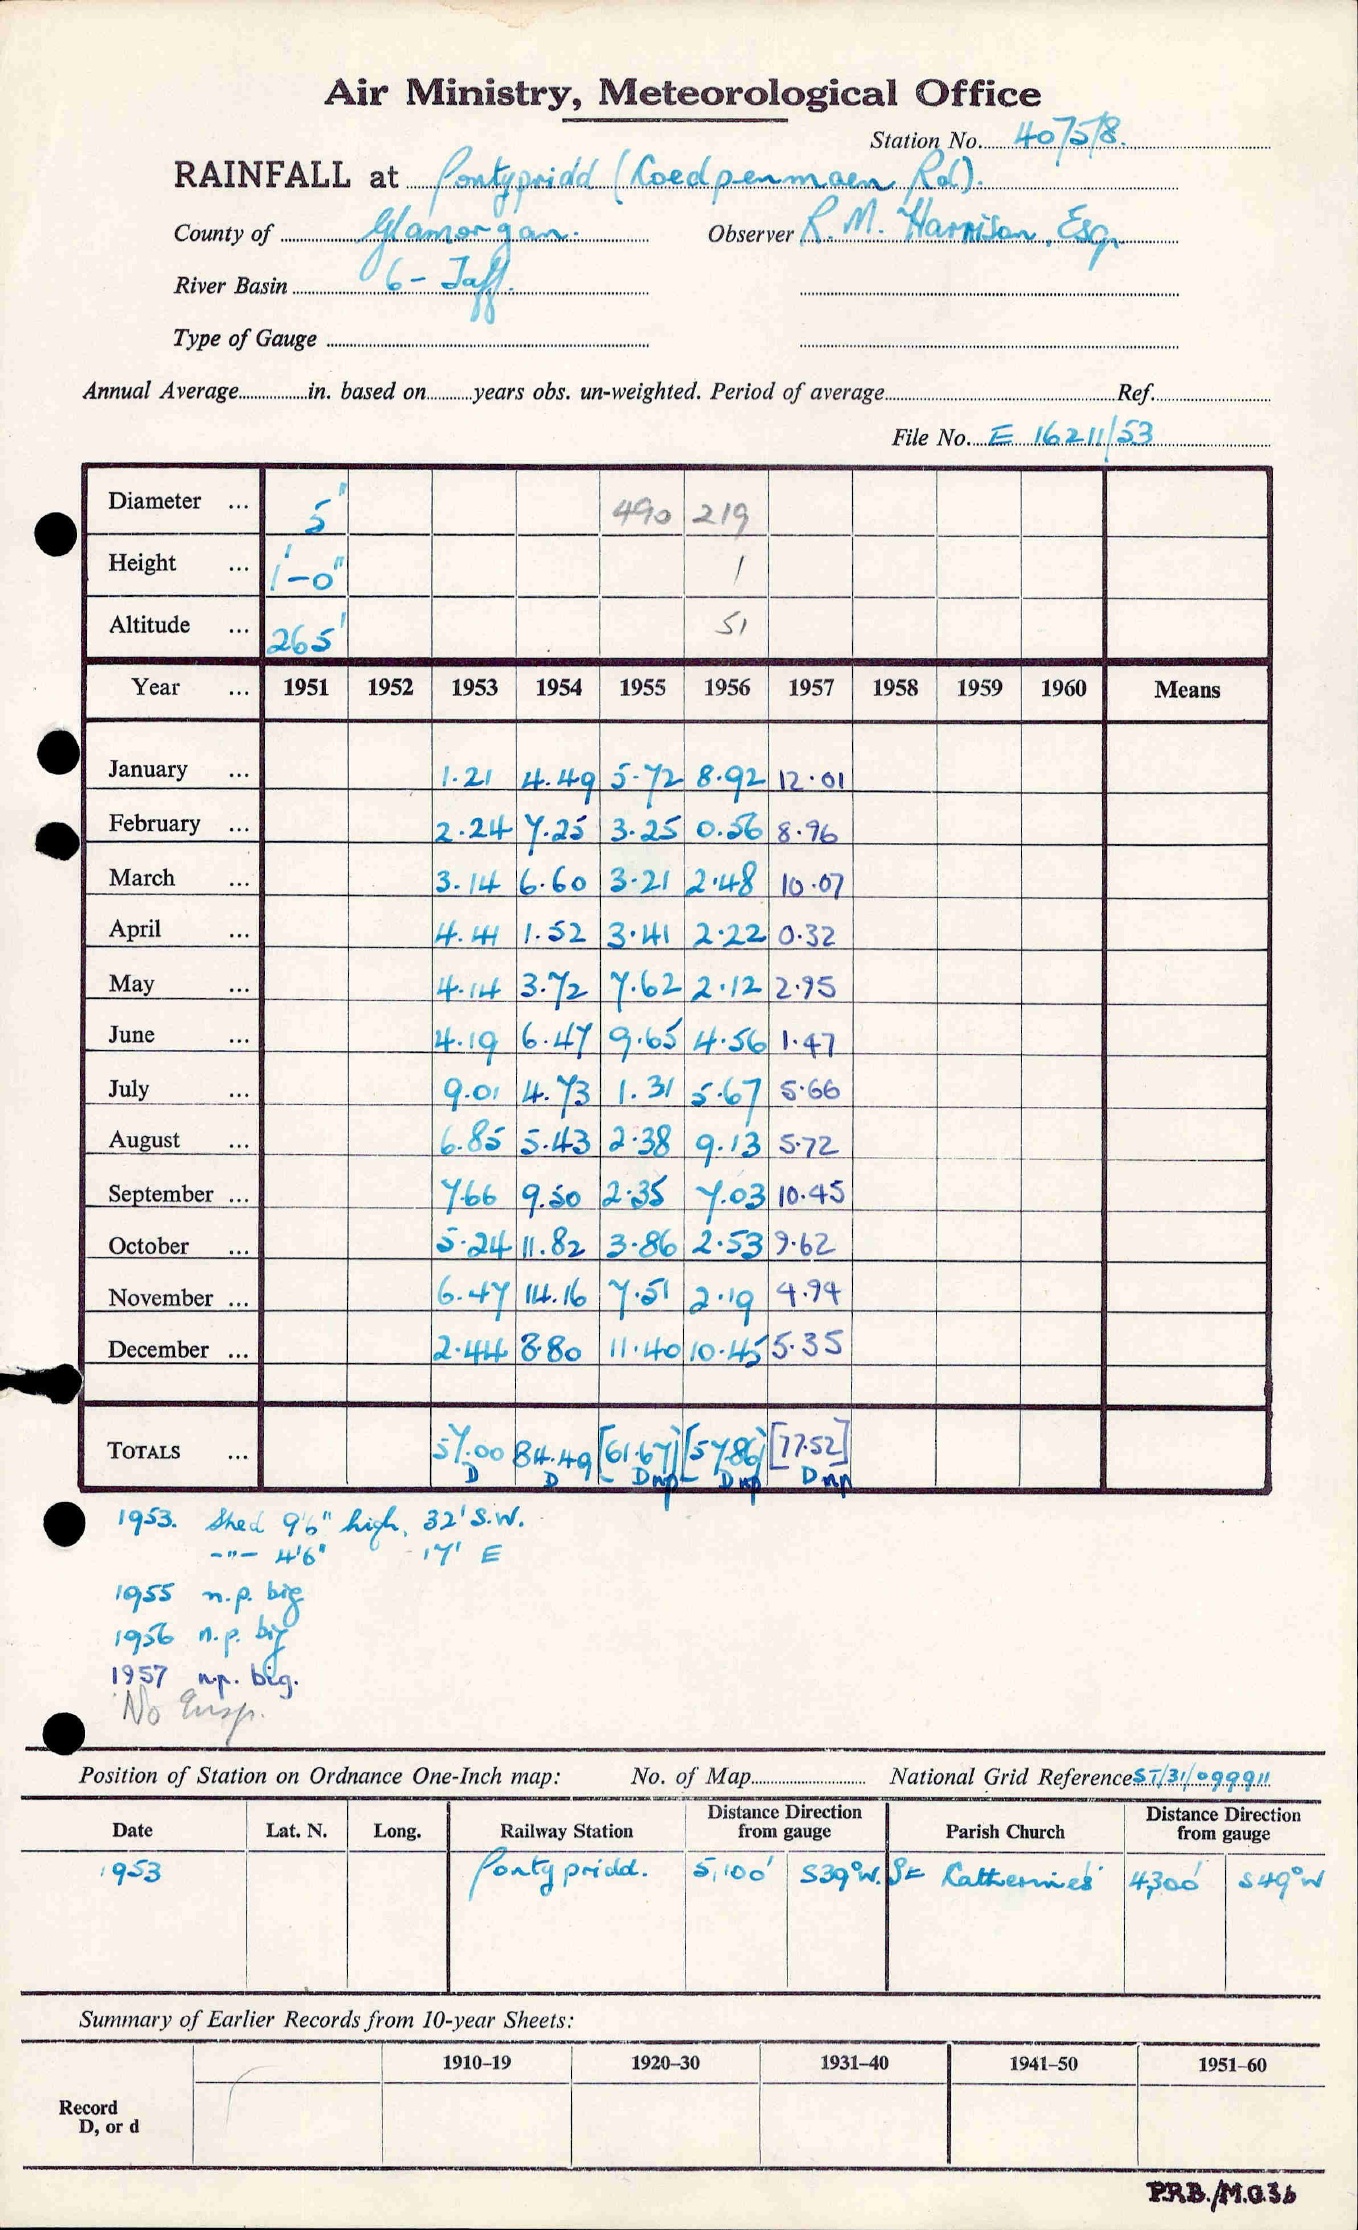 Air Ministry, Meteorological Office
Station No. 407578.
RAINFALL at Pontypridd (Coedpenmaen Rd).
County of Glamorgan. Observer R. M. Harrison, Esq.
River Basin 6 - Taff.
Type of Gauge
Annual Average in. based on years obs. un-weighted. Period of average Ref.
File No. E 16211/53
Diameter ... 5" 490 219
Height ... 1'-0" 1
Altitude ... 265' 51
Year ... 1951 1952 1953 1954 1955 1956 1957 1958 1959 1960 Means
January ... 1.21 4.49 5.72 8.92 12.01
February ... 2.24 7.25 3.25 0.56 8.96
March ... 3.14 6.60 3.21 2.48 10.07
April ... 4.41 1.52 3.41 2.22 0.32
May ... 4.14 3.72 7.62 2.12 2.95
June ... 4.19 6.47 9.65 4.56 1.47
July ... 9.01 4.73 1.31 5.67 5.66
August ... 6.85 5.43 2.38 9.13 5.72
September ... 7.66 9.50 2.35 7.03 10.45
October ... 5.24 11.82 3.86 2.53 9.62
November ... 6.47 14.16 7.51 2.19 4.94
December ... 2.44 8.80 11.40 10.45 5.35
TOTALS ... 57.00 84.49 [61.67] [57.86] [77.52]
D D D np D np D np
1953. Shed 9'6" high, 32' S.W.
-"- 4'6" 17' E
1955 n.p. big
1956 n.p. big
1957 n.p. big.
No Insp.
Position of Station on Ordnance One-Inch map: No. of Map National Grid Reference ST/31/099911
Date Lat. N. Long. Railway Station Distance Direction from gauge Parish Church Distance Direction from gauge
1953 Pontypridd. 5,100' S39°W. St Catherine's 4,300' S49°W
Summary of Earlier Records from 10-year Sheets:
1910–19 1920–30 1931–40 1941–50 1951–60
Record
D, or d
P.R.B./M.O.36